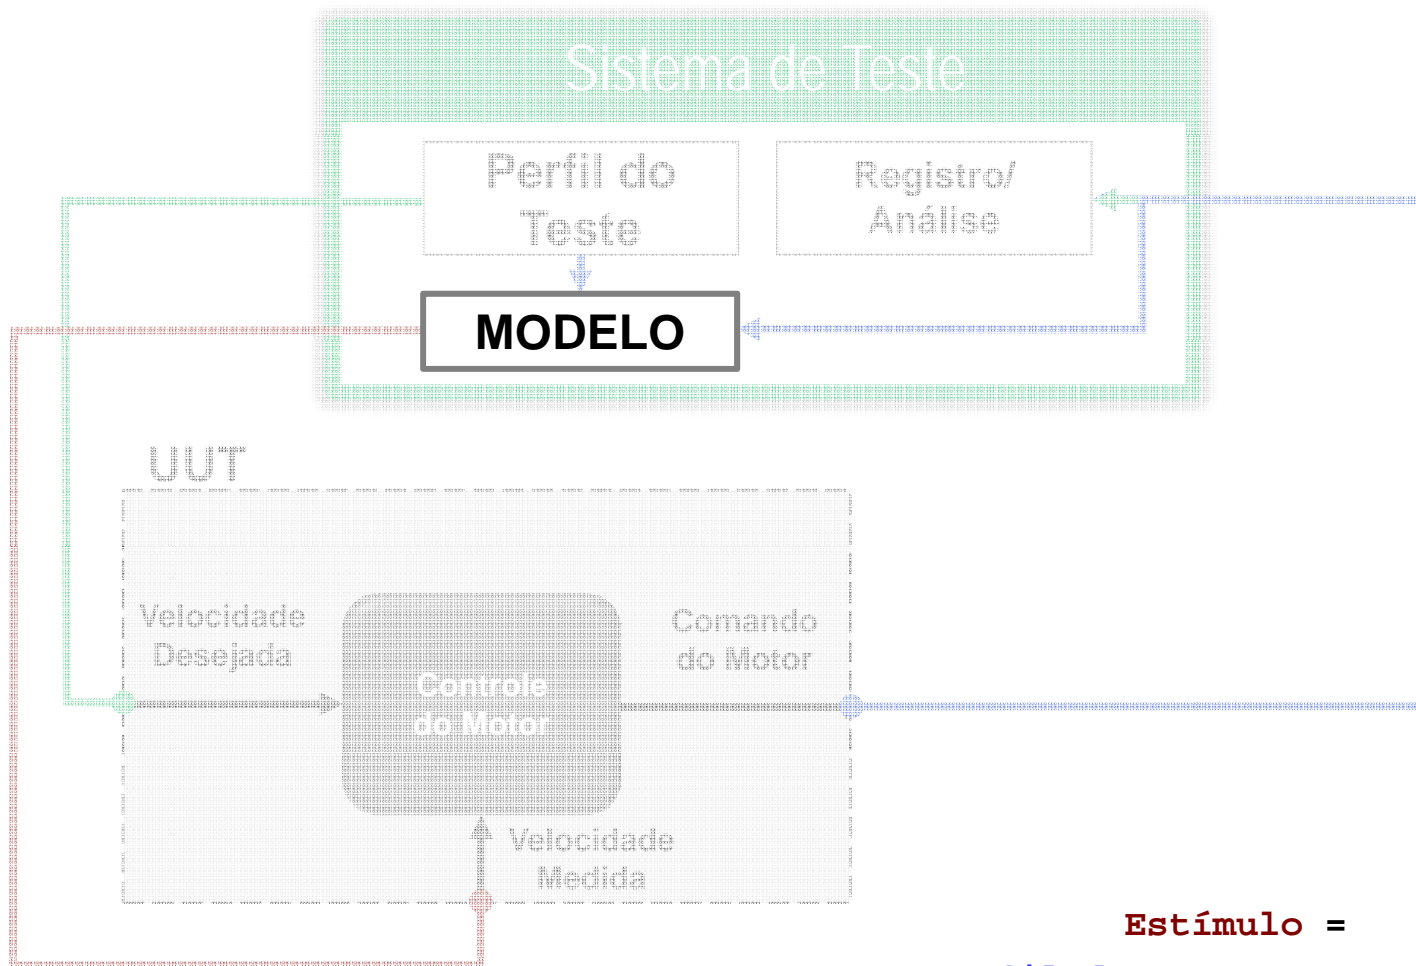 Sistema de Teste
Perfil do
Teste
Registro/
Análise
MODELO
UUT
Velocidade
Desejada
Comando
do Motor
Controle
do Motor
Velocidade
Medida
Estímulo =